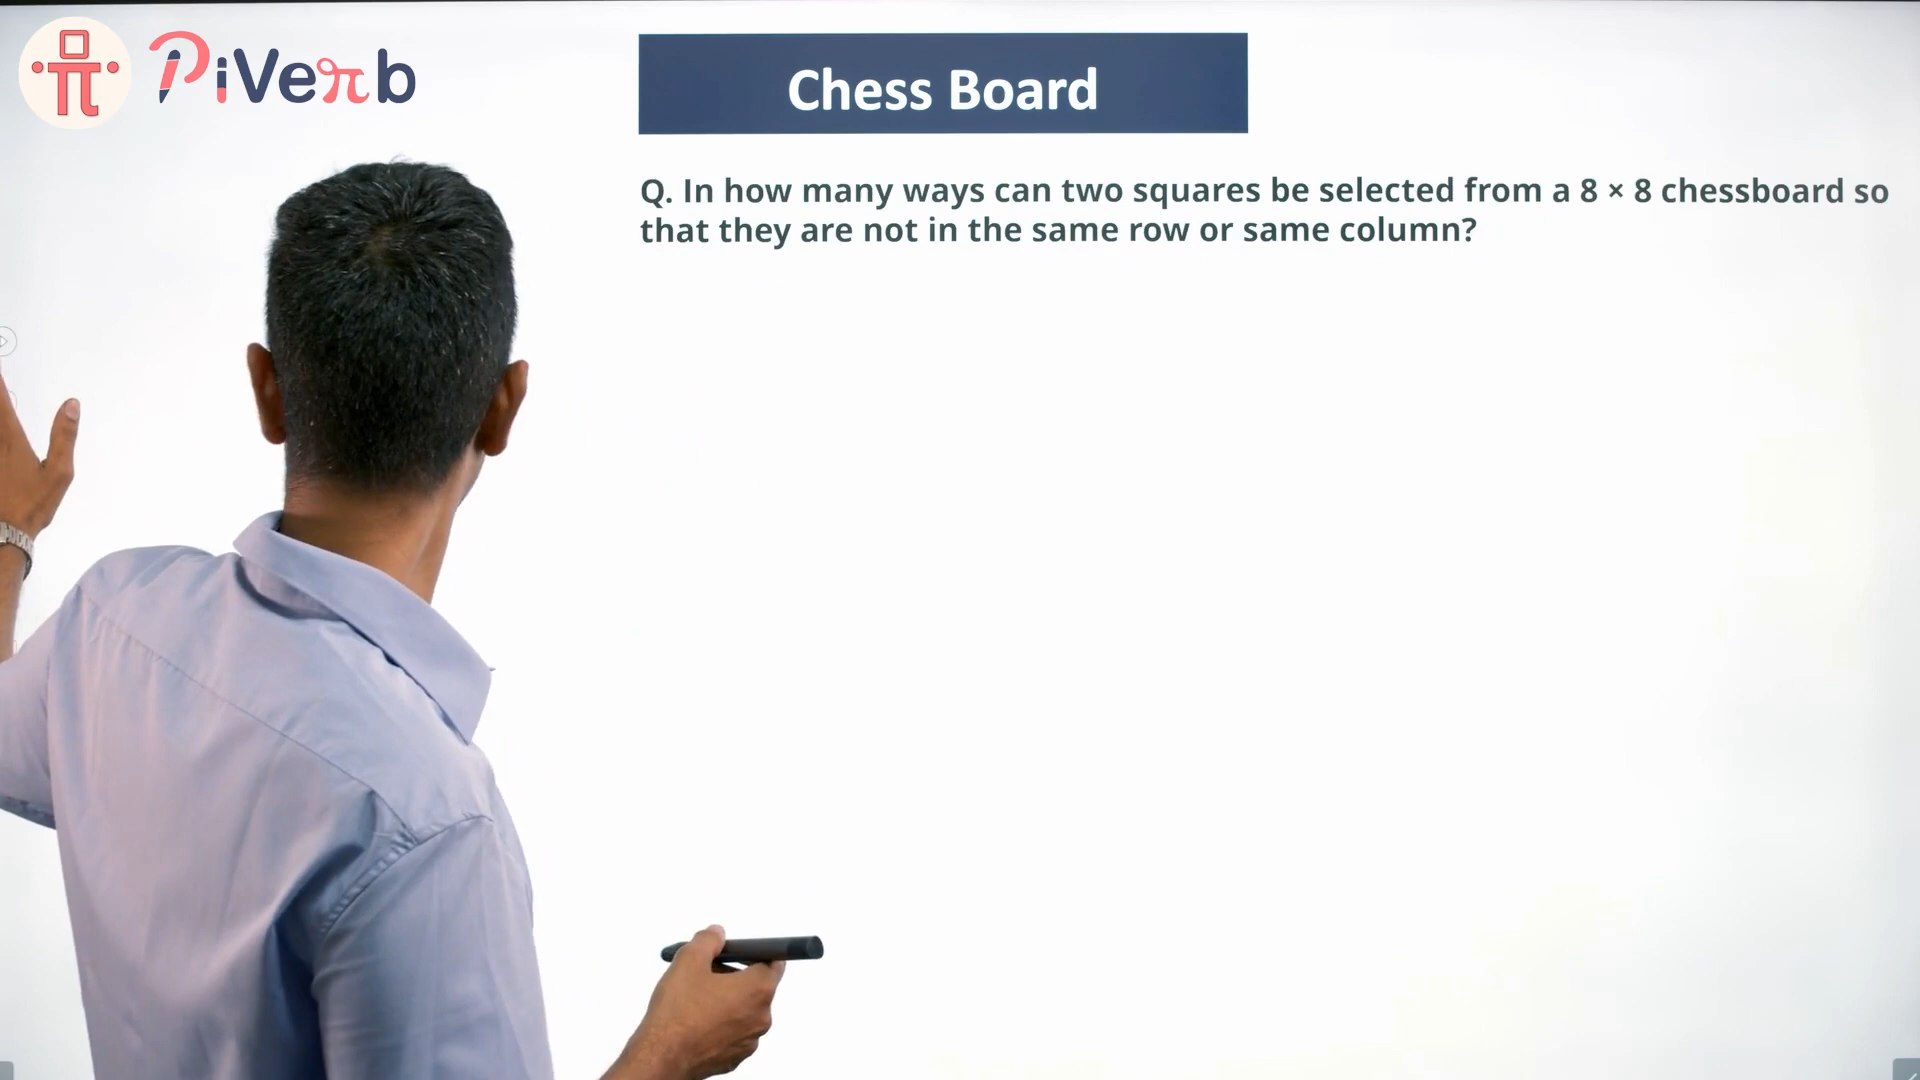 PiVerb
Chess Board
Q. In how many ways can two squares be selected from a 8 × 8 chessboard so
that they are not in the same row or same column?